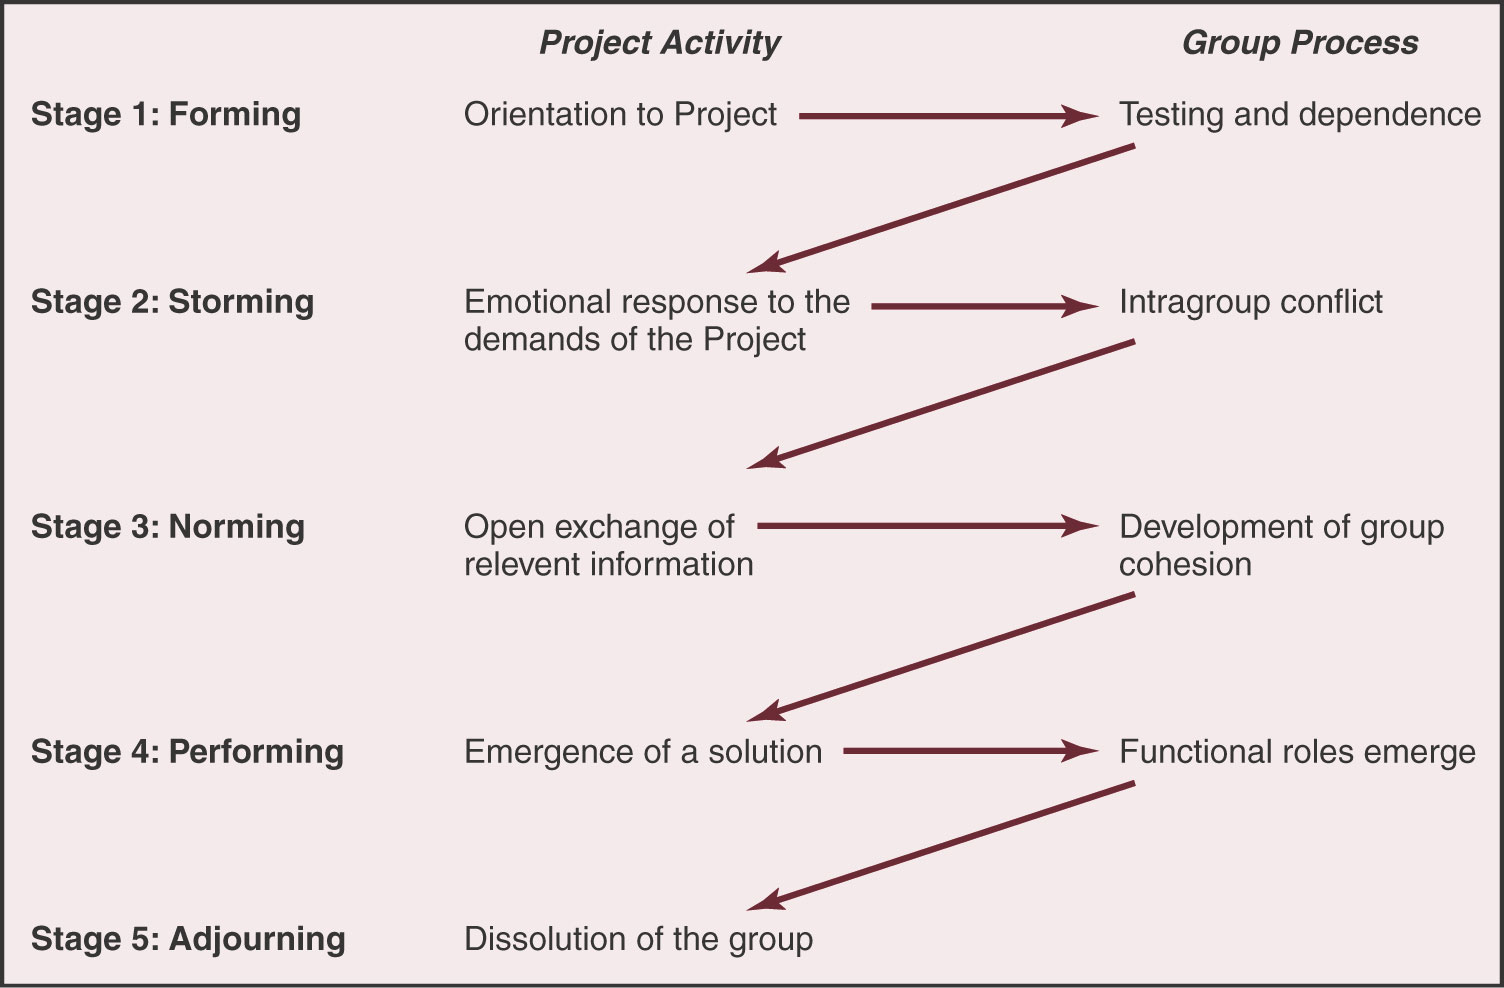 Project Activity Group Process
Stage 1: Forming Orientation to Project Testing and dependence
Stage 2: Storming Emotional response to the Intragroup conflict
demands of the Project
Stage 3: Norming Open exchange of Development of group
relevent information cohesion
Stage 4: Performing Emergence of a solution Functional roles emerge
Stage 5: Adjourning Dissolution of the group